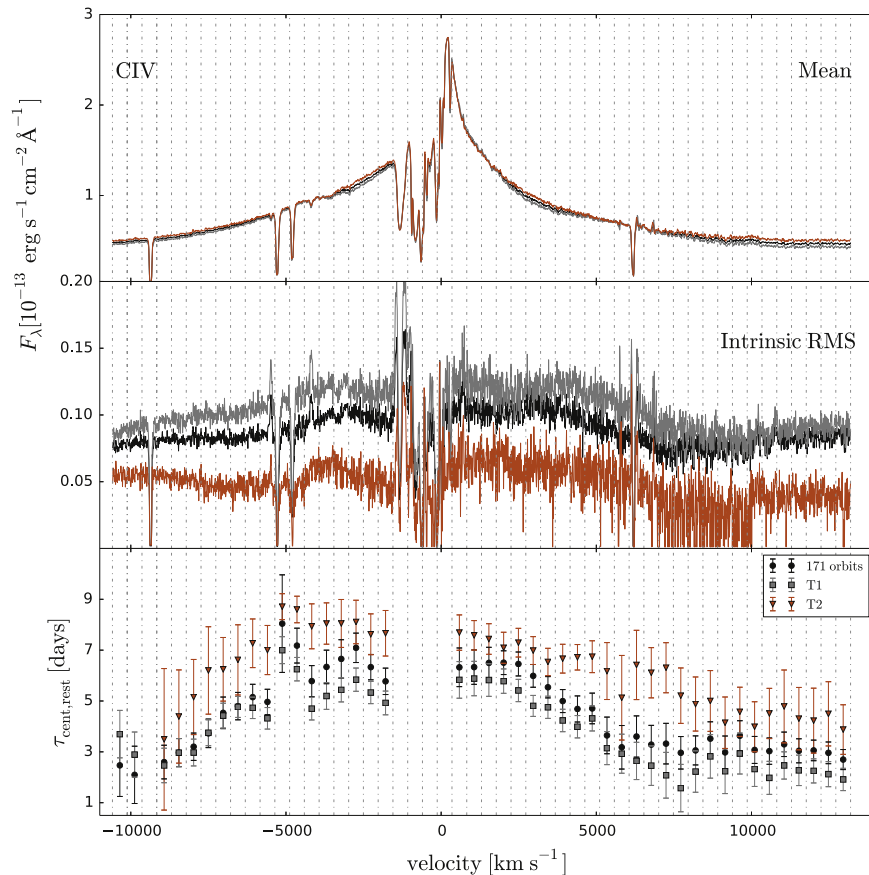 3
CIV
Mean
2
1
0.20
F_λ[10^{-13} erg s^{-1} cm^{-2} Å^{-1}]
Intrinsic RMS
0.15
0.10
0.05
171 orbits
T1
T2
9
7
5
3
1
τ_{cent,rest} [days]
−10000 −5000 0 5000 10000
velocity [km s^{-1}]